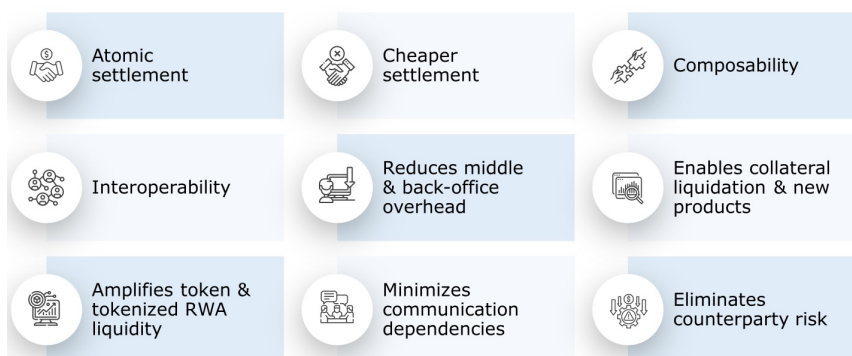 Atomic
settlement
Cheaper
settlement
Composability
Interoperability
Reduces middle
& back-office
overhead
Enables collateral
liquidation & new
products
Amplifies token &
tokenized RWA
liquidity
Minimizes
communication
dependencies
Eliminates
counterparty risk